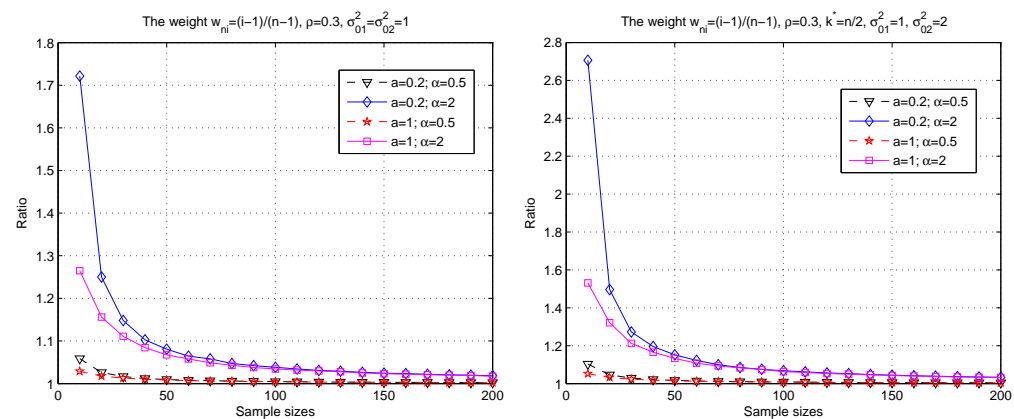 The weight wₙᵢ=(i−1)/(n−1), ρ=0.3, σ²₀₁=σ²₀₂=1
1.8
1.7
1.6
1.5
1.4
1.3
1.2
1.1
1
Ratio
0 50 100 150 200
Sample sizes
a=0.2; α=0.5
a=0.2; α=2
a=1; α=0.5
a=1; α=2
The weight wₙᵢ=(i−1)/(n−1), ρ=0.3, k*=n/2, σ²₀₁=1, σ²₀₂=2
2.8
2.6
2.4
2.2
2
1.8
1.6
1.4
1.2
1
Ratio
0 50 100 150 200
Sample sizes
a=0.2; α=0.5
a=0.2; α=2
a=1; α=0.5
a=1; α=2